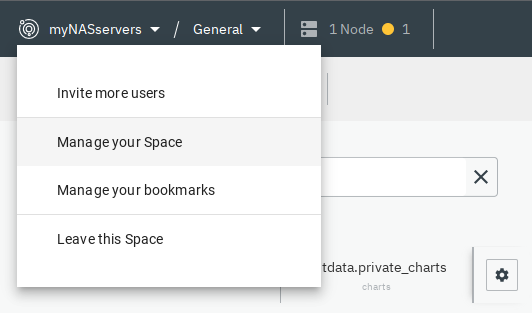 myNASservers / General 1 Node 1
Invite more users
Manage your Space
Manage your bookmarks
Leave this Space
tdata.private_charts
charts